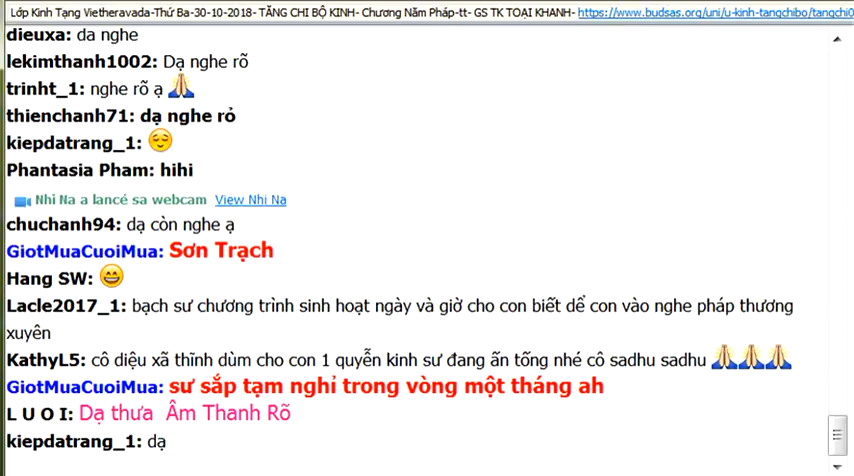 Lớp Kinh Tạng Vietheravada-Thứ Ba-30-10-2018- TĂNG CHI BỘ KINH- Chương Năm Pháp-tt- GS TK TOẠI KHANH- https://www.budsas.org/uni/u-kinh-tangchibo/tangchi0
dieuxa: da nghe
lekimthanh1002: Dạ nghe rõ
trinht_1: nghe rõ ạ 🙏
thienchanh71: dạ nghe rỏ
kiepdatrang_1: 😌
Phantasia Pham: hihi
Nhi Na a lancé sa webcam View Nhi Na
chuchanh94: dạ còn nghe ạ
GiotMuaCuoiMua: Sơn Trạch
Hang SW: 😄
Lacle2017_1: bạch sư chương trình sinh hoạt ngày và giờ cho con biết dể con vào nghe pháp thương
xuyên
KathyL5: cô diệu xã thĩnh dùm cho con 1 quyễn kinh sư đang ấn tống nhé cô sadhu sadhu 🙏🙏🙏
GiotMuaCuoiMua: sư sắp tạm nghỉ trong vòng một tháng ah
L U O I: Dạ thưa Âm Thanh Rõ
kiepdatrang_1: dạ